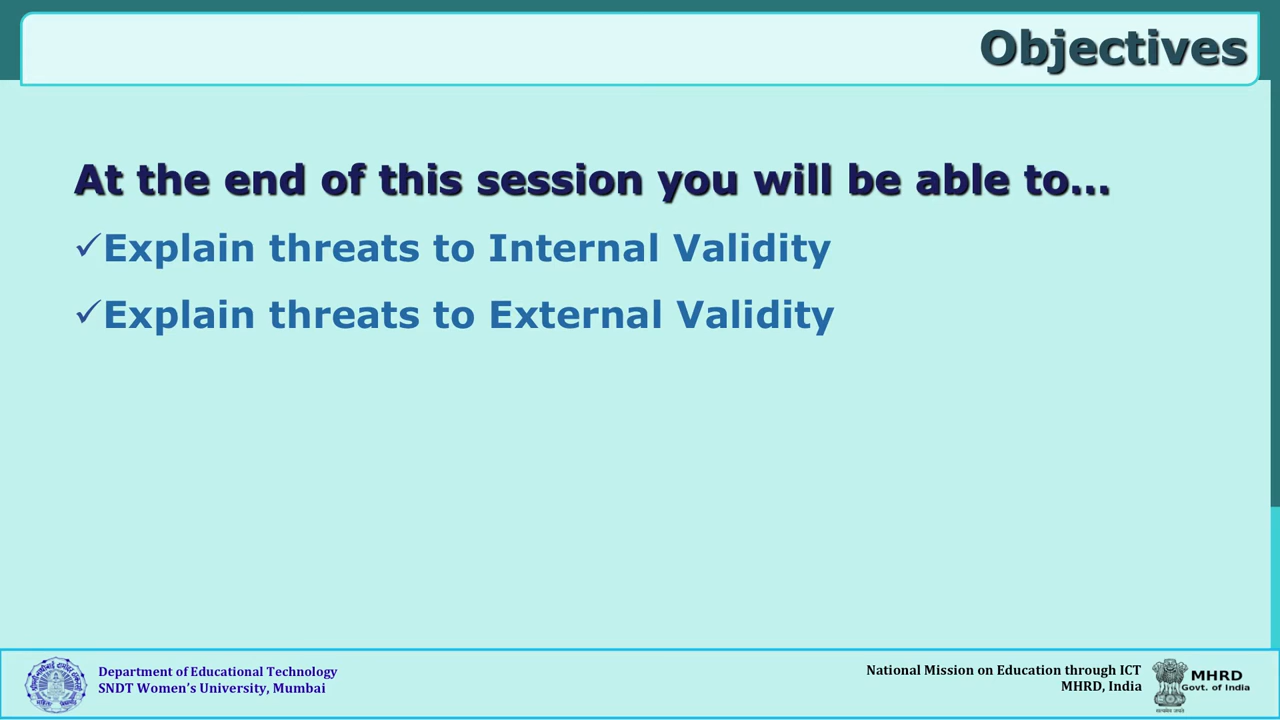 Objectives
At the end of this session you will be able to...
✓Explain threats to Internal Validity
✓Explain threats to External Validity
Department of Educational Technology
SNDT Women's University, Mumbai
National Mission on Education through ICT
MHRD, India
MHRD
Govt. of India